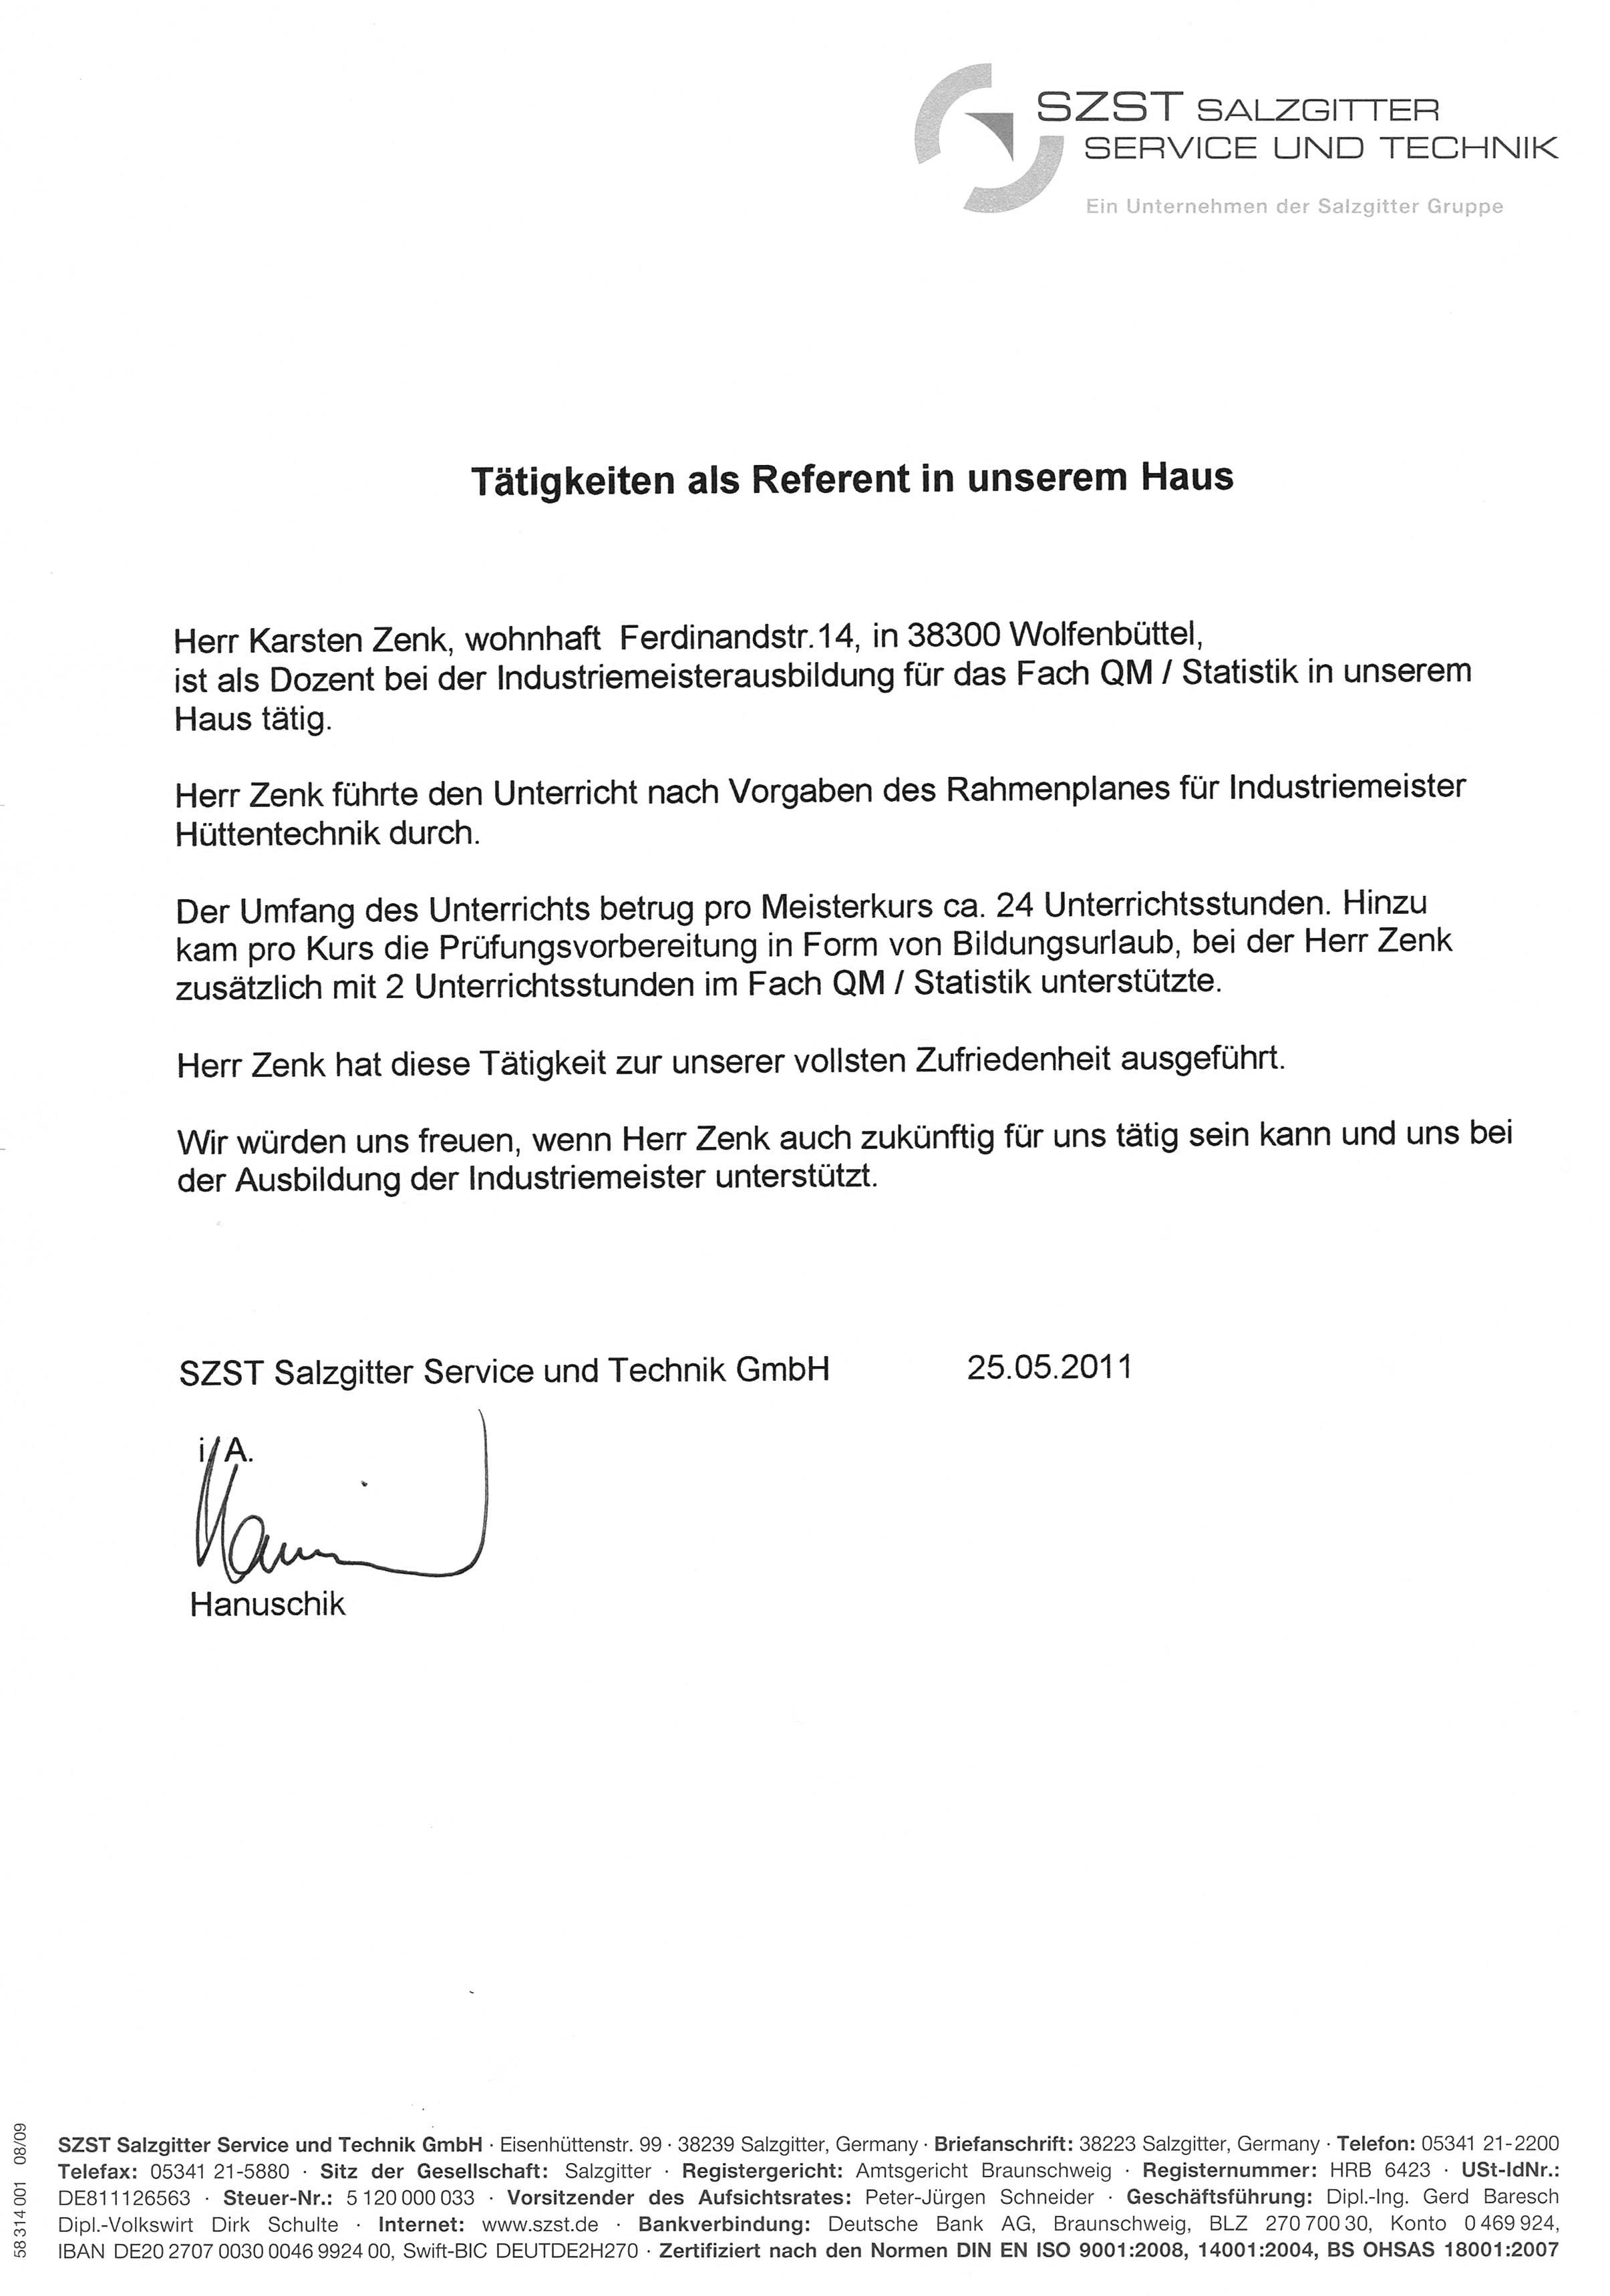 SZST SALZGITTER
SERVICE UND TECHNIK
Ein Unternehmen der Salzgitter Gruppe
Tätigkeiten als Referent in unserem Haus
Herr Karsten Zenk, wohnhaft  Ferdinandstr.14, in 38300 Wolfenbüttel,
ist als Dozent bei der Industriemeisterausbildung für das Fach QM / Statistik in unserem
Haus tätig.
Herr Zenk führte den Unterricht nach Vorgaben des Rahmenplanes für Industriemeister
Hüttentechnik durch.
Der Umfang des Unterrichts betrug pro Meisterkurs ca. 24 Unterrichtsstunden. Hinzu
kam pro Kurs die Prüfungsvorbereitung in Form von Bildungsurlaub, bei der Herr Zenk
zusätzlich mit 2 Unterrichtsstunden im Fach QM / Statistik unterstützte.
Herr Zenk hat diese Tätigkeit zur unserer vollsten Zufriedenheit ausgeführt.
Wir würden uns freuen, wenn Herr Zenk auch zukünftig für uns tätig sein kann und uns bei
der Ausbildung der Industriemeister unterstützt.
SZST Salzgitter Service und Technik GmbH 25.05.2011
i. A.
Hanuschik
58 314 001 08/09
SZST Salzgitter Service und Technik GmbH · Eisenhüttenstr. 99 · 38239 Salzgitter, Germany · Briefanschrift: 38223 Salzgitter, Germany · Telefon: 05341 21-2200
Telefax: 05341 21-5880 · Sitz der Gesellschaft: Salzgitter · Registergericht: Amtsgericht Braunschweig · Registernummer: HRB 6423 · USt-IdNr.:
DE811126563 · Steuer-Nr.: 5 120 000 033 · Vorsitzender des Aufsichtsrates: Peter-Jürgen Schneider · Geschäftsführung: Dipl.-Ing. Gerd Baresch
Dipl.-Volkswirt Dirk Schulte · Internet: www.szst.de · Bankverbindung: Deutsche Bank AG, Braunschweig, BLZ 270 700 30, Konto 0 469 924,
IBAN DE20 2707 0030 0046 9924 00, Swift-BIC DEUTDE2H270 · Zertifiziert nach den Normen DIN EN ISO 9001:2008, 14001:2004, BS OHSAS 18001:2007